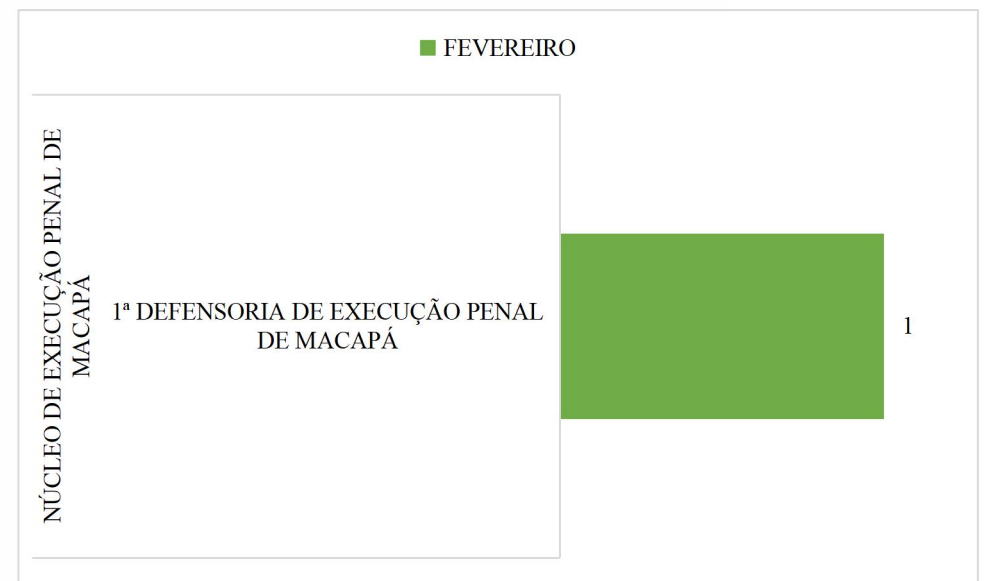 FEVEREIRO
NÚCLEO DE EXECUÇÃO PENAL DE
MACAPÁ
1ª DEFENSORIA DE EXECUÇÃO PENAL
DE MACAPÁ
1